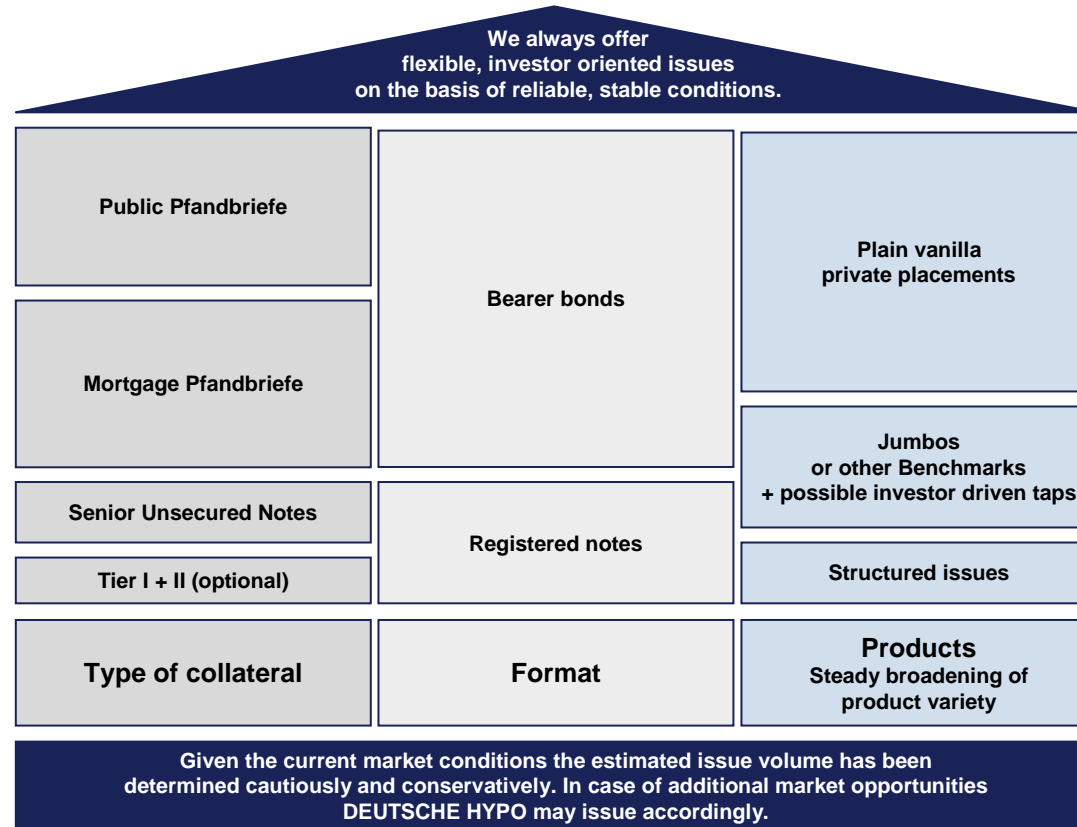 We always offer
flexible, investor oriented issues
on the basis of reliable, stable conditions.
Public Pfandbriefe
Mortgage Pfandbriefe
Senior Unsecured Notes
Tier I + II (optional)
Type of collateral
Bearer bonds
Registered notes
Format
Plain vanilla
private placements
Jumbos
or other Benchmarks
+ possible investor driven taps
Structured issues
Products
Steady broadening of
product variety
Given the current market conditions the estimated issue volume has been
determined cautiously and conservatively. In case of additional market opportunities
DEUTSCHE HYPO may issue accordingly.